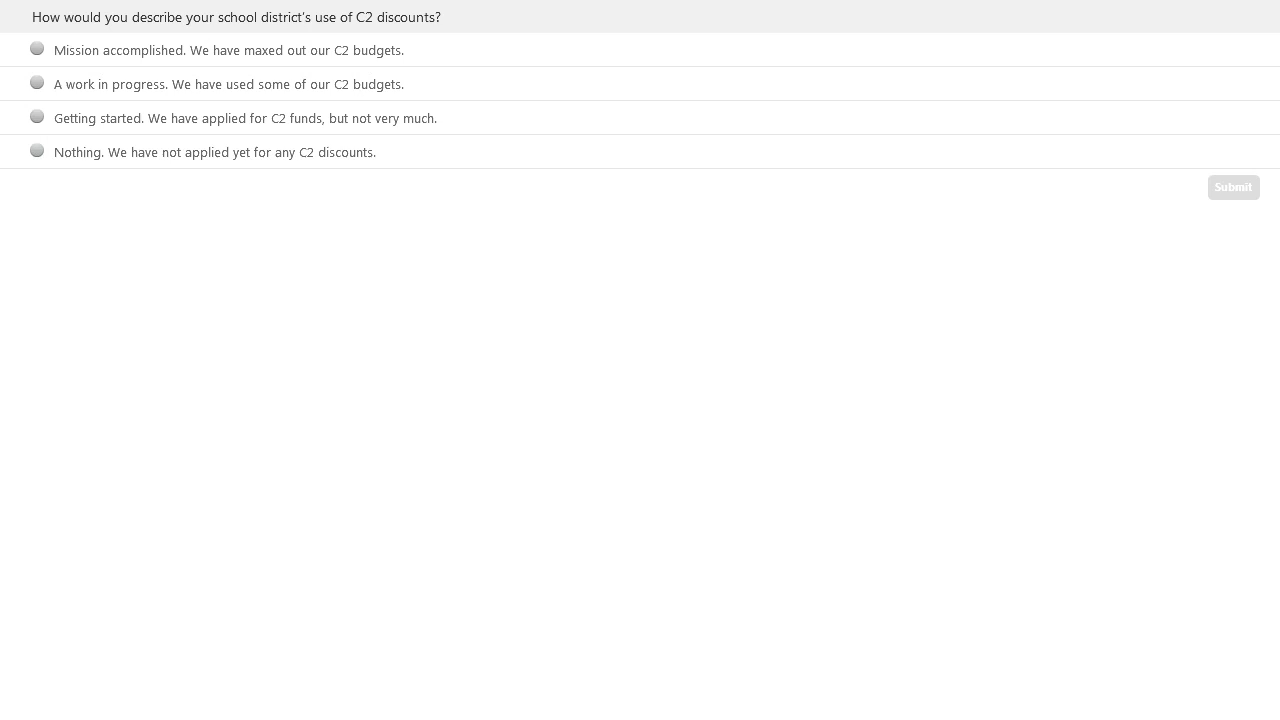 How would you describe your school district's use of C2 discounts?
Mission accomplished. We have maxed out our C2 budgets.
A work in progress. We have used some of our C2 budgets.
Getting started. We have applied for C2 funds, but not very much.
Nothing. We have not applied yet for any C2 discounts.
Submit